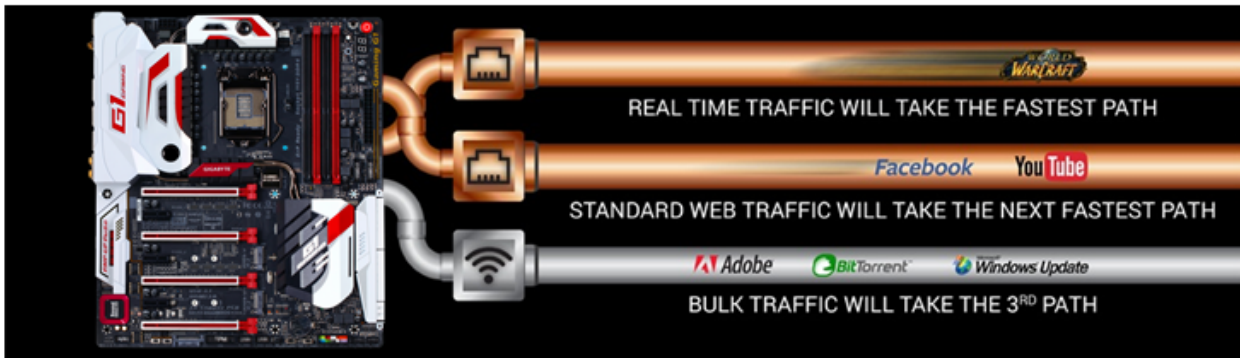 G1
GIGABYTE
WORLD
WARCRAFT
REAL TIME TRAFFIC WILL TAKE THE FASTEST PATH
Facebook YouTube
STANDARD WEB TRAFFIC WILL TAKE THE NEXT FASTEST PATH
Adobe BitTorrent Windows Update
BULK TRAFFIC WILL TAKE THE 3RD PATH